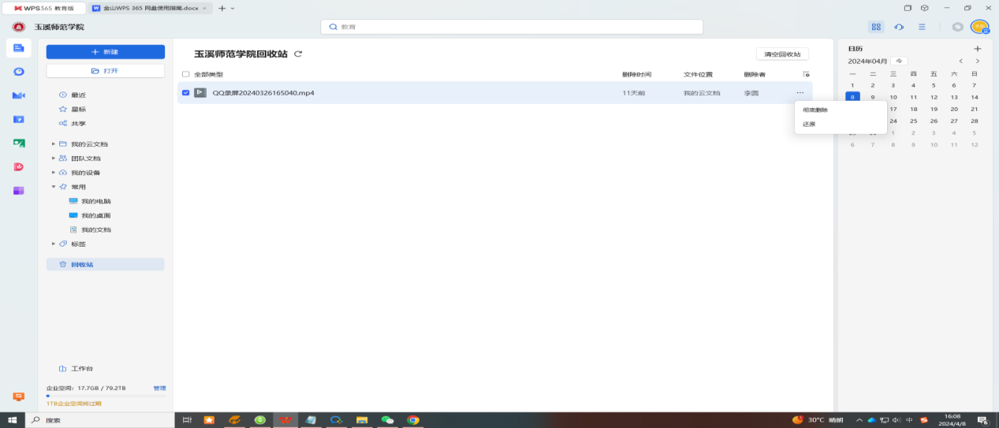 WPS365 教育版
金山WPS 365 网盘使用指南.docx
玉溪师范学院
教育
新建
打开
最近
星标
共享
我的云文档
团队文档
我的设备
常用
我的电脑
我的桌面
我的文档
标签
回收站
工作台
企业空间：17.7GB / 79.2TB 管理
1TB企业空间将过期
玉溪师范学院回收站
清空回收站
全部类型 删除时间 文件位置 删除者
QQ录屏20240326165040.mp4 11天前 我的云文档 李圆
彻底删除
还原
日历
2024年04月 今
一 二 三 四 五 六 日
1 2 3 4 5 6 7
8 9 10 11 12 13 14
17 18 19 20 21
24 25 26 27 28
1 2 3 4 5
6 7 8 9 10 11 12
搜索
30°C 晴朗
中
16:08
2024/4/8
6